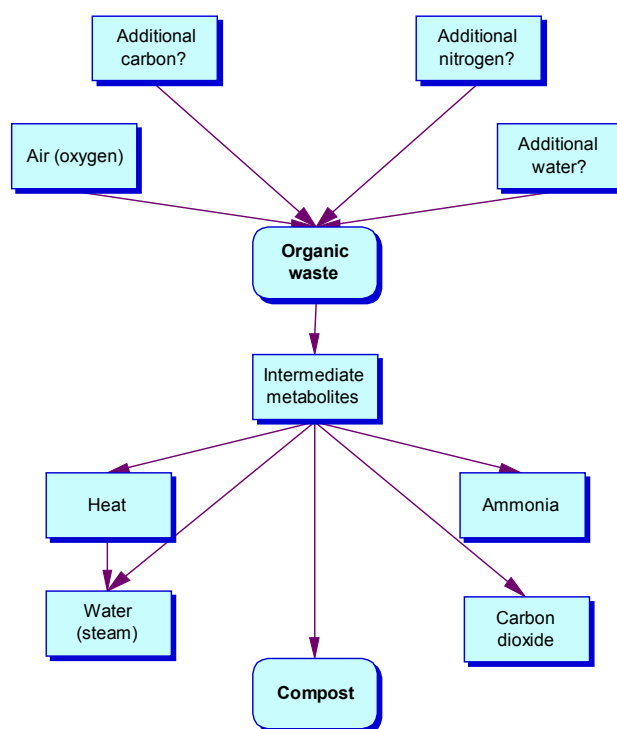 Additional
carbon?
Additional
nitrogen?
Air (oxygen)
Additional
water?
Organic
waste
Intermediate
metabolites
Heat
Ammonia
Water
(steam)
Carbon
dioxide
Compost